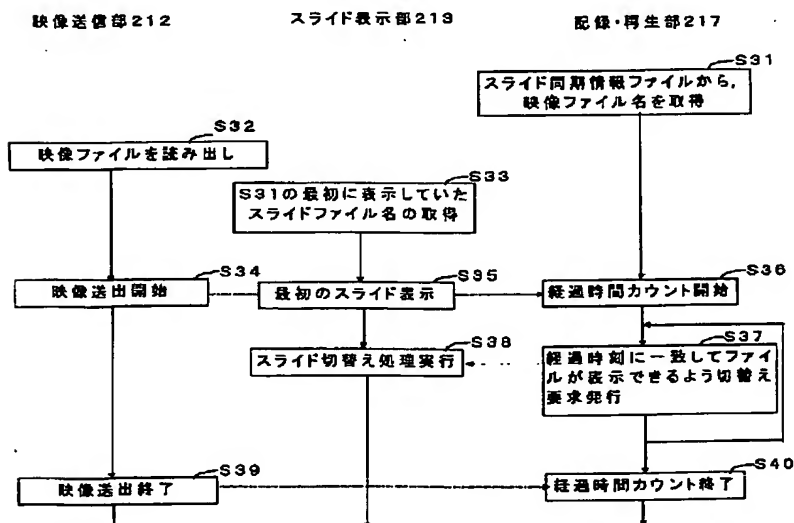 映像送信部212
スライド表示部213
記録・再生部217
S31
スライド同期情報ファイルから,
映像ファイル名を取得
S32
映像ファイルを読み出し
S33
S31の最初に表示していた
スライドファイル名の取得
S34
映像送出開始
S35
最初のスライド表示
S36
経過時間カウント開始
S38
スライド切替え処理実行
S37
経過時刻に一致してファイ
ルが表示できるよう切替え
要求発行
S39
映像送出終了
S40
経過時間カウント終了